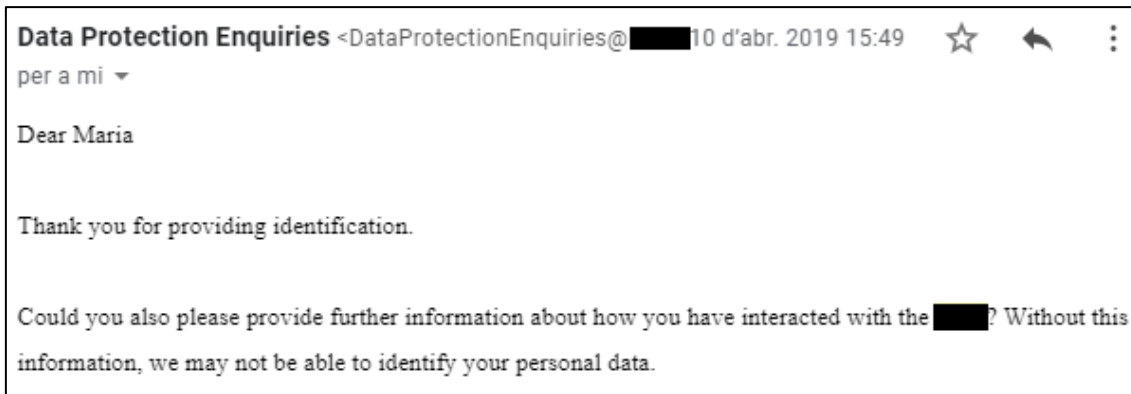 Data Protection Enquiries <DataProtectionEnquiries@ 10 d'abr. 2019 15:49
per a mi
Dear Maria
Thank you for providing identification.
Could you also please provide further information about how you have interacted with the ? Without this
information, we may not be able to identify your personal data.